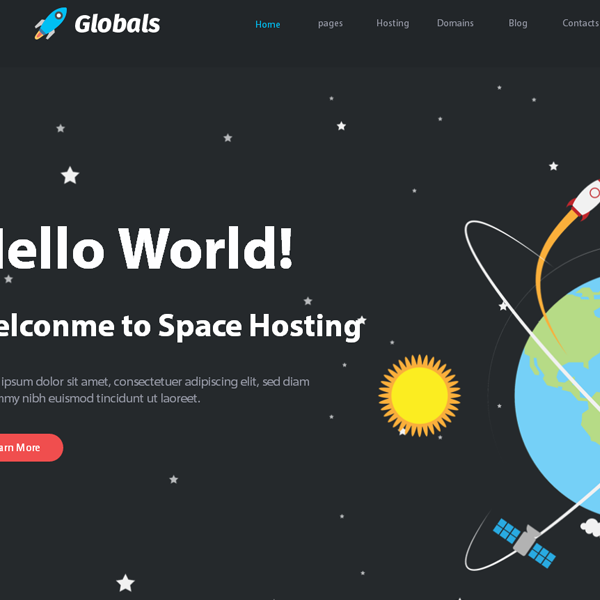 Globals
Home pages Hosting Domains Blog Contacts
ello World!
elconme to Space Hosting
ipsum dolor sit amet, consectetuer adipiscing elit, sed diam
mmy nibh euismod tincidunt ut laoreet.
arn More